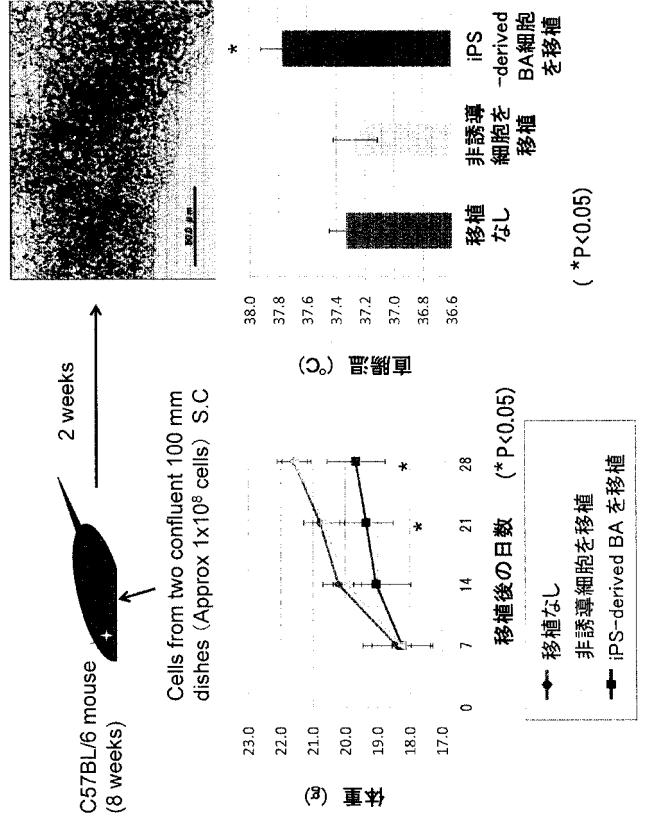 C57BL/6 mouse
(8 weeks)
2 weeks
Cells from two confluent 100 mm
dishes (Approx 1x10⁸ cells) S.C
体重 (g)
23.0
22.0
21.0
20.0
19.0
18.0
17.0
0
7
14
21
28
*
*
移植後の日数 (*P<0.05)
移植なし
非誘導細胞を移植
iPS-derived BA を移植
直腸温 (℃)
38.0
37.8
37.6
37.4
37.2
37.0
36.8
36.6
*
移植
なし
非誘導
細胞を
移植
iPS
-derived
BA細胞
を移植
( *P<0.05)